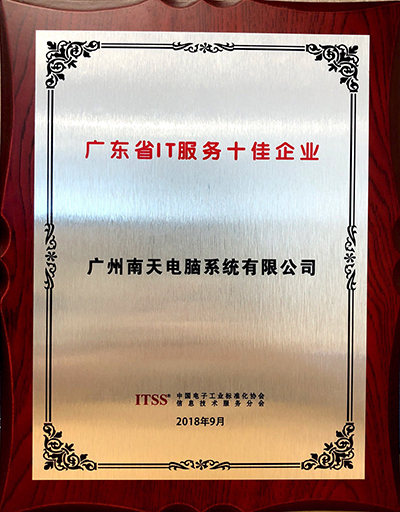 广东省IT服务十佳企业
广州南天电脑系统有限公司
ITSS® 中国电子工业标准化协会
信息技术服务分会
2018年9月